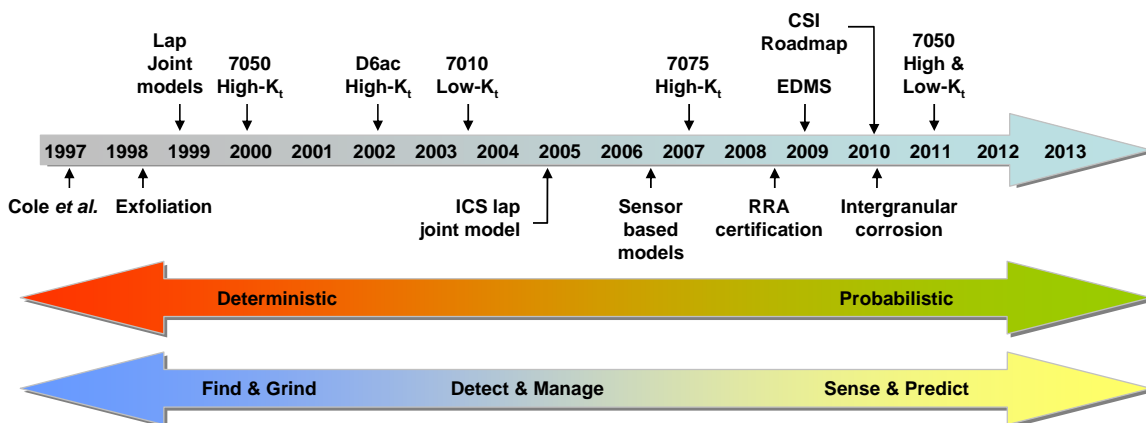 CSI
Roadmap
Lap
Joint
models
7050
High-Kt
D6ac
High-Kt
7010
Low-Kt
7075
High-Kt
EDMS
7050
High &
Low-Kt
1997 1998 1999 2000 2001 2002 2003 2004 2005 2006 2007 2008 2009 2010 2011 2012 2013
Cole et al.
Exfoliation
ICS lap
joint model
Sensor
based
models
RRA
certification
Intergranular
corrosion
Deterministic Probabilistic
Find & Grind Detect & Manage Sense & Predict